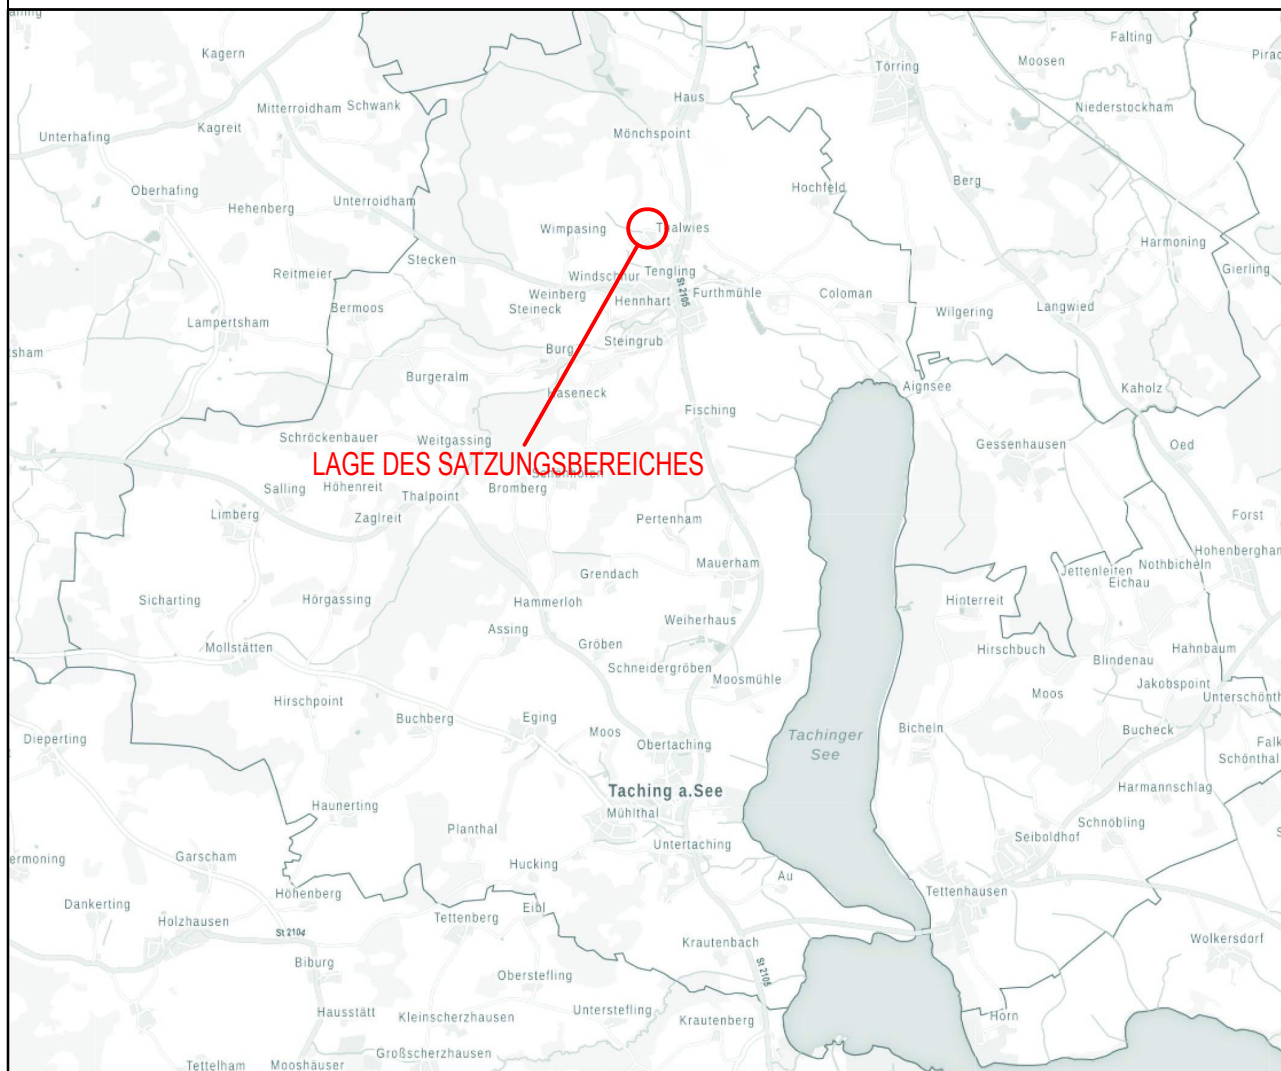 Falting
Kagern
Moosen
Törring
Mitterroidham
Schwank
Haus
Niederstockham
Unterhafing
Kagreit
Mönchspoint
Oberhafing
Hehenberg
Unterroidham
Hochfeld
Berg
Wimpasing
Thalwies
Harmoning
Stecken
Reitmeier
Windschnur
Tengling
Gierling
Weinberg
Hennhart
St 2105
Furthmühle
Coloman
Bermoos
Steineck
Langwied
Lampertsham
Wilgering
Steingrub
sham
Burg
Burgeralm
Aignsee
Kaholz
Haseneck
Fisching
Schröckenbauer
Weitgassing
Gessenhausen
Oed
LAGE DES SATZUNGSBEREICHES
Salling
Höhenreit
Thalpoint
Bromberg
Limberg
Zaglreit
Pertenham
Forst
Mauerham
Hohenbergham
Grendach
Jettenleiten
Nothbicheln
Eichau
Sicharting
Hörgassing
Hammerloh
Hinterreit
Assing
Weiherhaus
Mollstätten
Gröben
Hirschbuch
Hahnbaum
Schneidergröben
Blindenau
Moosmühle
Jakobspoint
Hirschpoint
Moos
Unterschönth
Buchberg
Eging
Moos
Bicheln
Bucheck
Dieperting
Obertaching
Tachinger
See
Falk
Schönthal
Taching a.See
Harmannschlag
Haunerting
Mühlthal
Schnöbling
Planthal
Seiboldhof
Untertaching
ermoning
Garscham
Hucking
Au
Höhenberg
Tettenhausen
Dankerting
Holzhausen
Tettenberg
Eibl
St 2104
Krautenbach
Wolkersdorf
Biburg
Oberstefling
St 2105
Hausstätt
Kleinscherzhausen
Unterstefling
Krautenberg
Horn
Großscherzhausen
Tettelham
Mooshäuser